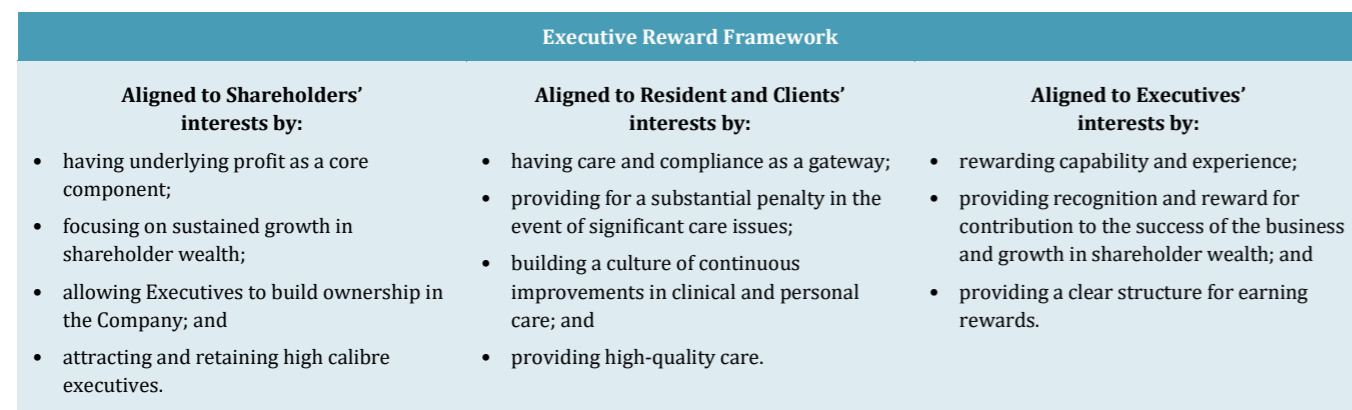 Executive Reward Framework
Aligned to Shareholders’
interests by:
• having underlying profit as a core
component;
• focusing on sustained growth in
shareholder wealth;
• allowing Executives to build ownership in
the Company; and
• attracting and retaining high calibre
executives.
Aligned to Resident and Clients’
interests by:
• having care and compliance as a gateway;
• providing for a substantial penalty in the
event of significant care issues;
• building a culture of continuous
improvements in clinical and personal
care; and
• providing high-quality care.
Aligned to Executives’
interests by:
• rewarding capability and experience;
• providing recognition and reward for
contribution to the success of the business
and growth in shareholder wealth; and
• providing a clear structure for earning
rewards.